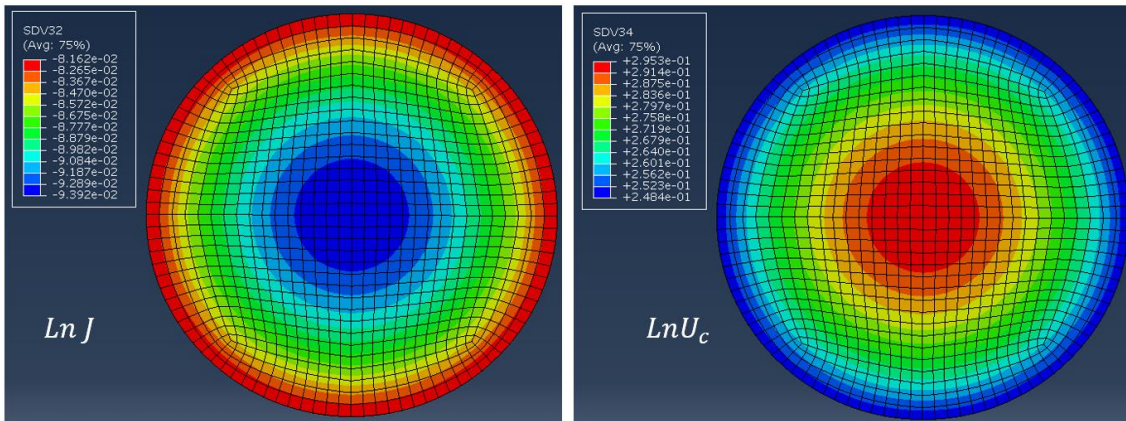 SDV32
(Avg: 75%)
-8.162e-02
-8.265e-02
-8.367e-02
-8.470e-02
-8.572e-02
-8.675e-02
-8.777e-02
-8.879e-02
-8.982e-02
-9.084e-02
-9.187e-02
-9.289e-02
-9.392e-02
Ln J
SDV34
(Avg: 75%)
+2.953e-01
+2.914e-01
+2.875e-01
+2.836e-01
+2.797e-01
+2.758e-01
+2.719e-01
+2.679e-01
+2.640e-01
+2.601e-01
+2.562e-01
+2.523e-01
+2.484e-01
LnU_c